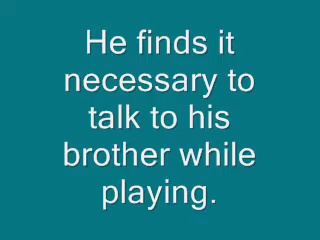 He finds it
necessary to
talk to his
brother while
playing.